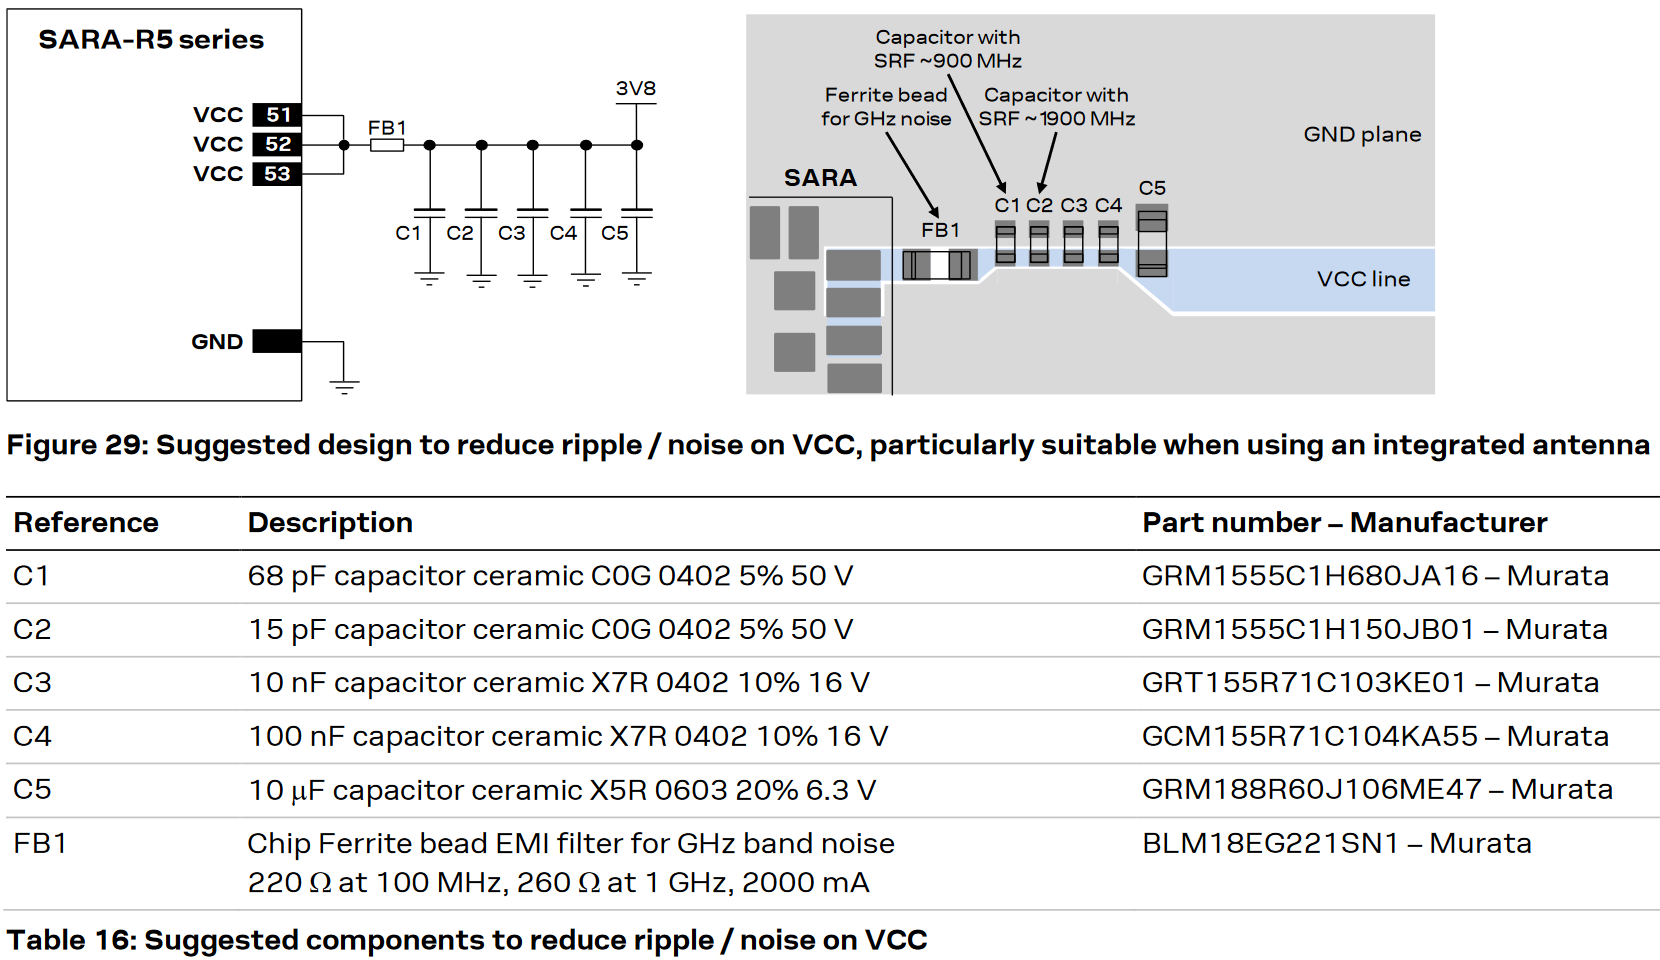 SARA-R5 series
VCC 51
VCC 52
VCC 53
FB1
3V8
C1 C2 C3 C4 C5
GND
Capacitor with
SRF ~900 MHz
Ferrite bead
for GHz noise
Capacitor with
SRF ~1900 MHz
GND plane
SARA
FB1
C1 C2 C3 C4 C5
VCC line
Figure 29: Suggested design to reduce ripple / noise on VCC, particularly suitable when using an integrated antenna
Reference Description Part number – Manufacturer
C1 68 pF capacitor ceramic C0G 0402 5% 50 V GRM1555C1H680JA16 – Murata
C2 15 pF capacitor ceramic C0G 0402 5% 50 V GRM1555C1H150JB01 – Murata
C3 10 nF capacitor ceramic X7R 0402 10% 16 V GRT155R71C103KE01 – Murata
C4 100 nF capacitor ceramic X7R 0402 10% 16 V GCM155R71C104KA55 – Murata
C5 10 µF capacitor ceramic X5R 0603 20% 6.3 V GRM188R60J106ME47 – Murata
FB1 Chip Ferrite bead EMI filter for GHz band noise BLM18EG221SN1 – Murata
220 Ω at 100 MHz, 260 Ω at 1 GHz, 2000 mA
Table 16: Suggested components to reduce ripple / noise on VCC